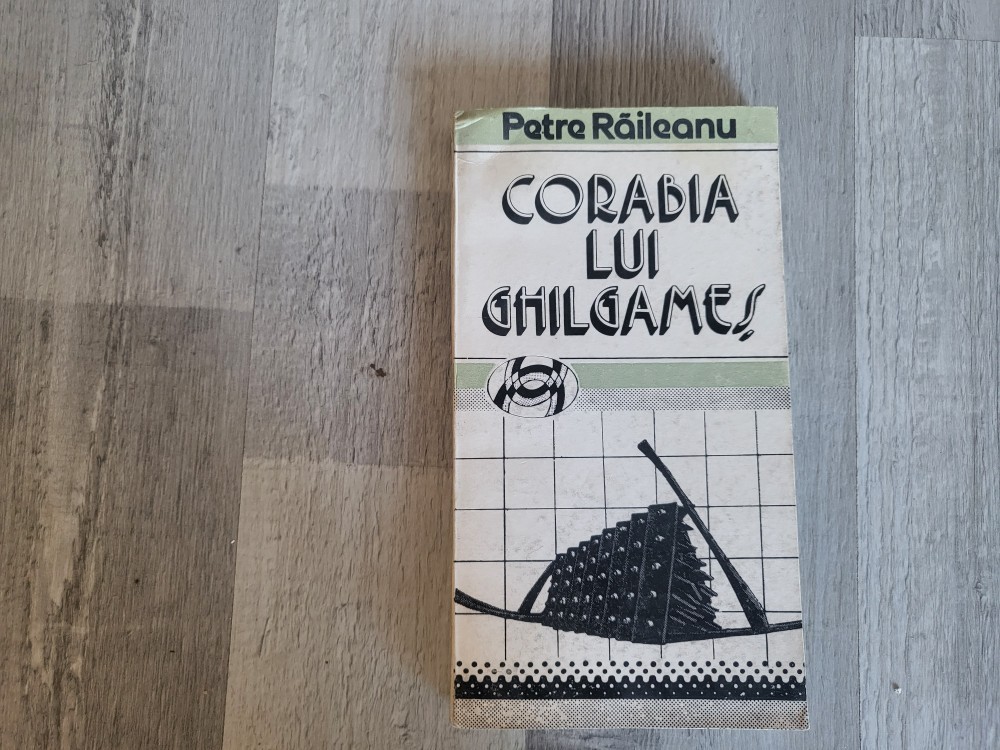 Petre Răileanu
CORABIA
LUI
GHILGAMEȘ